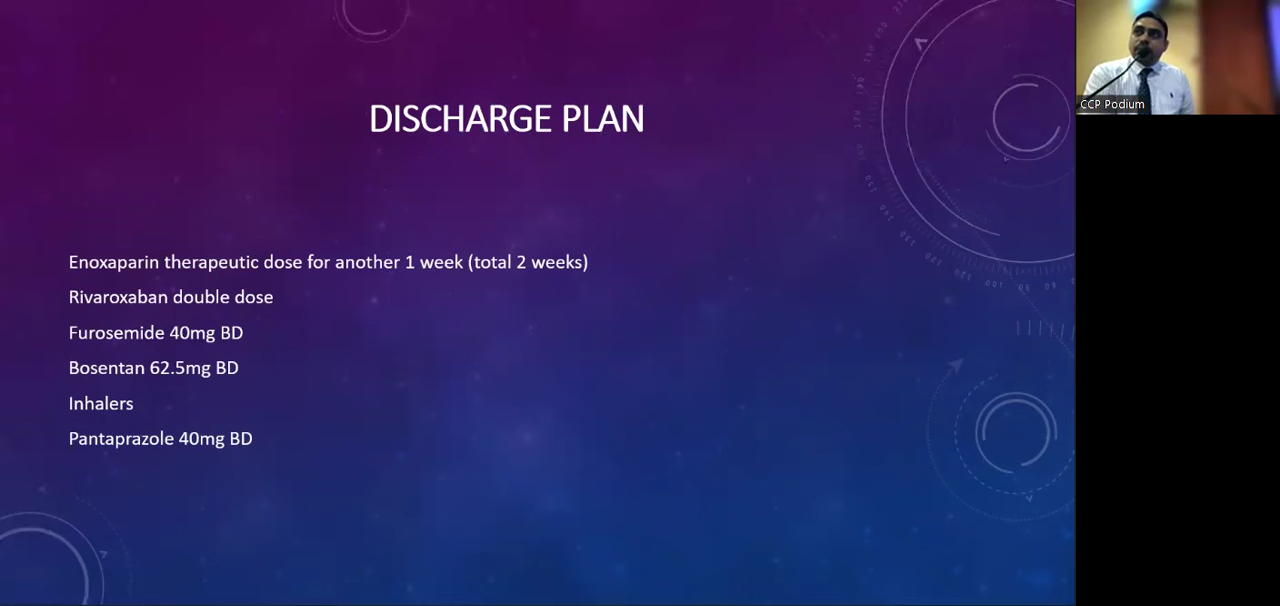 DISCHARGE PLAN
Enoxaparin therapeutic dose for another 1 week (total 2 weeks)
Rivaroxaban double dose
Furosemide 40mg BD
Bosentan 62.5mg BD
Inhalers
Pantaprazole 40mg BD
CCP Podium